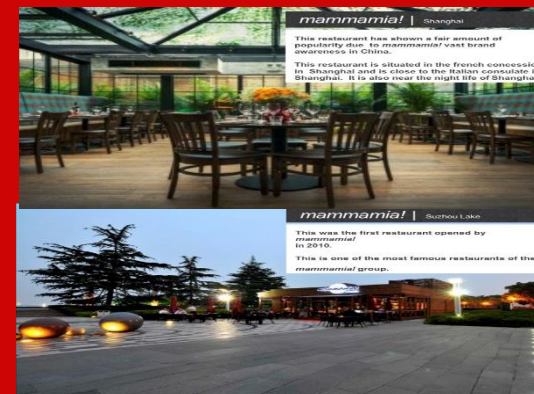 mammamia! | Shanghai
This restaurant has shown a fair amount of
popularity due to mammamia! vast brand
awareness in China.
This restaurant is situated in the french concessio
in Shanghai and is close to the Italian consulate i
Shanghai. It is also near the night life of Shangha
mammamia! | Suzhou Lake
This was the first restaurant opened by
mammamia!
in 2010.
This is one of the most famous restaurants of the
mammamia! group.